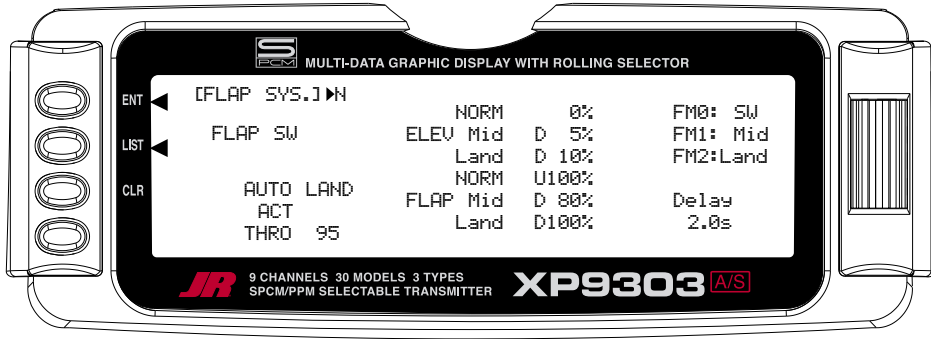 S
PCM
MULTI-DATA GRAPHIC DISPLAY WITH ROLLING SELECTOR
ENT
LIST
CLR
[FLAP SYS.]▶N
FLAP SW
AUTO LAND
ACT
THRO 95
NORM 0%
ELEV Mid D 5%
Land D 10%
NORM U100%
FLAP Mid D 80%
Land D100%
FM0: SW
FM1: Mid
FM2:Land
Delay
2.0s
JR
9 CHANNELS 30 MODELS 3 TYPES
SPCM/PPM SELECTABLE TRANSMITTER
XP9303 A/S